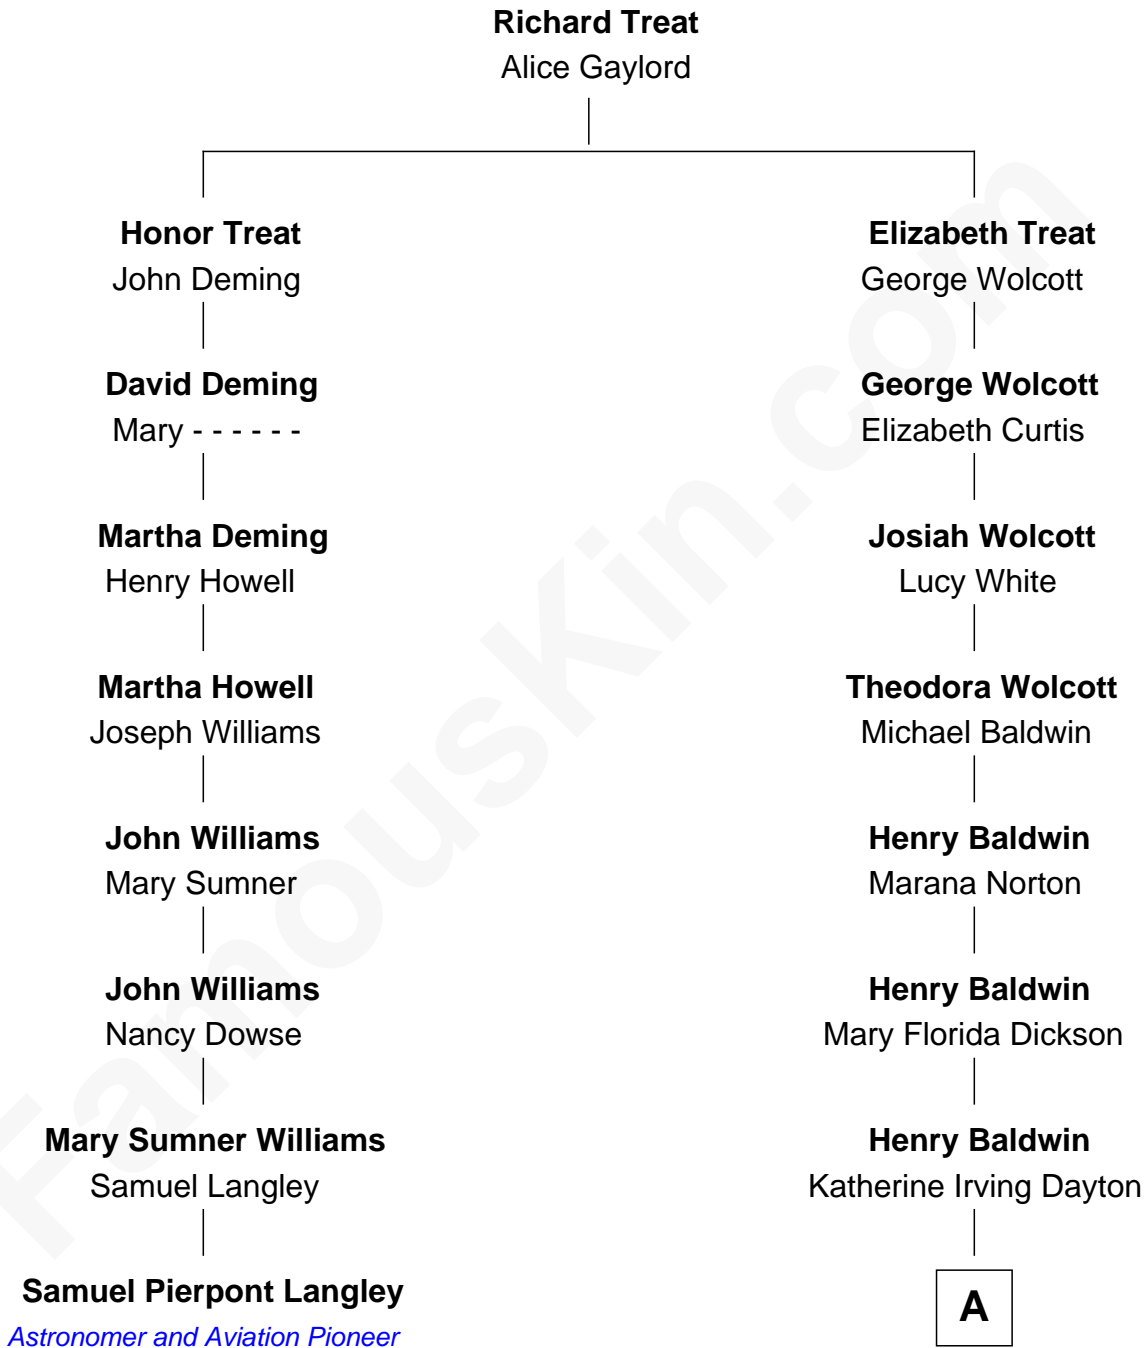 Richard Treat
Alice Gaylord
Honor Treat
John Deming
Elizabeth Treat
George Wolcott
David Deming
Mary - - - - - -
George Wolcott
Elizabeth Curtis
Martha Deming
Henry Howell
Josiah Wolcott
Lucy White
Martha Howell
Joseph Williams
Theodora Wolcott
Michael Baldwin
John Williams
Mary Sumner
Henry Baldwin
Marana Norton
John Williams
Nancy Dowse
Henry Baldwin
Mary Florida Dickson
Mary Sumner Williams
Samuel Langley
Henry Baldwin
Katherine Irving Dayton
Samuel Pierpont Langley
Astronomer and Aviation Pioneer
A
FamousKin.com